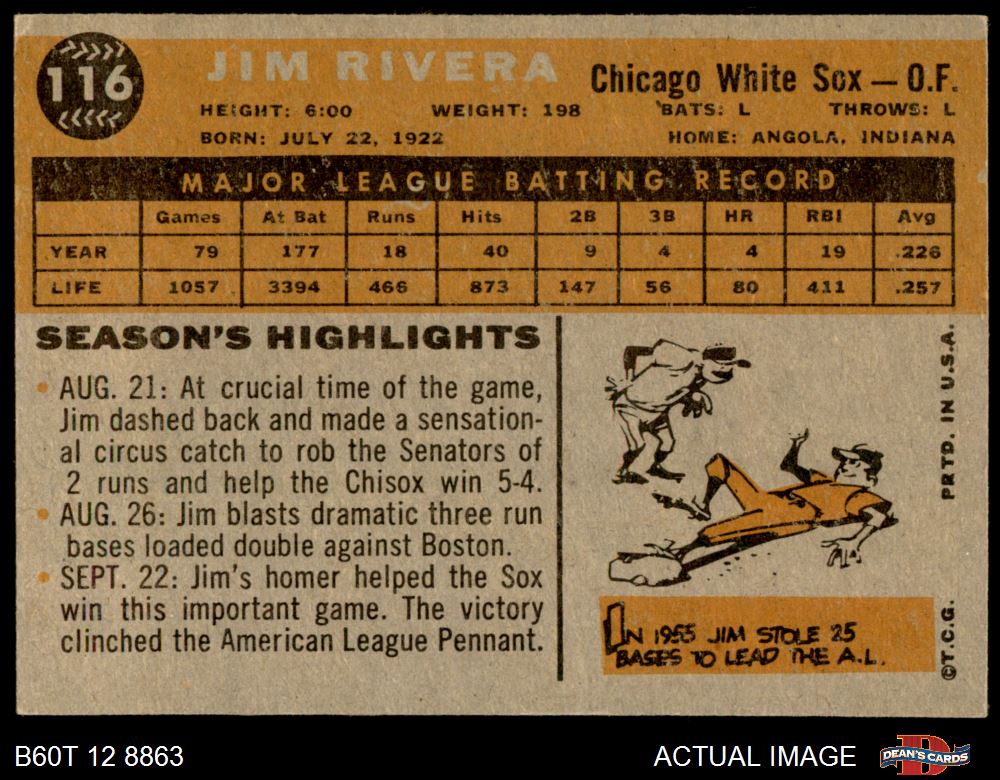 116
JIM RIVERA
Chicago White Sox — O.F.
HEIGHT: 6:00 WEIGHT: 198 BATS: L THROWS: L
BORN: JULY 22, 1922 HOME: ANGOLA, INDIANA
MAJOR LEAGUE BATTING RECORD
Games At Bat Runs Hits 2B 3B HR RBI Avg
YEAR 79 177 18 40 9 4 4 19 .226
LIFE 1057 3394 466 873 147 56 80 411 .257
SEASON'S HIGHLIGHTS
• AUG. 21: At crucial time of the game,
Jim dashed back and made a sensation-
al circus catch to rob the Senators of
2 runs and help the Chisox win 5-4.
• AUG. 26: Jim blasts dramatic three run
bases loaded double against Boston.
• SEPT. 22: Jim's homer helped the Sox
win this important game. The victory
clinched the American League Pennant.
IN 1955 JIM STOLE 25
BASES TO LEAD THE A.L.
©T.C.G. PRTD. IN U.S.A.
B60T 12 8863
ACTUAL IMAGE
DEAN'S CARDS